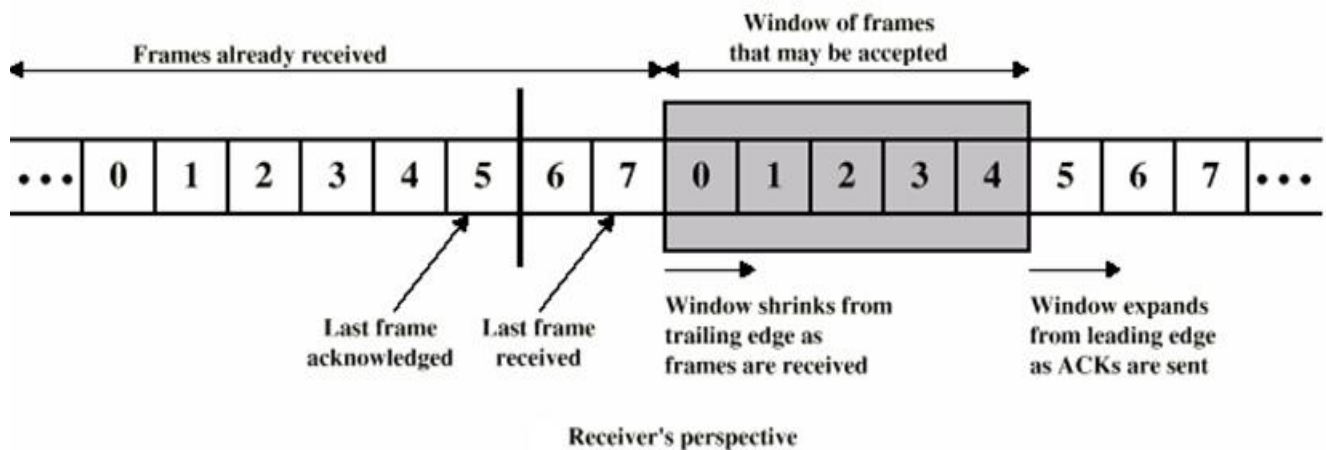 Window of frames
that may be accepted
Frames already received
••• 0 1 2 3 4 5 6 7 0 1 2 3 4 5 6 7 •••
Last frame
acknowledged
Last frame
received
Window shrinks from
trailing edge as
frames are received
Window expands
from leading edge
as ACKs are sent
Receiver's perspective